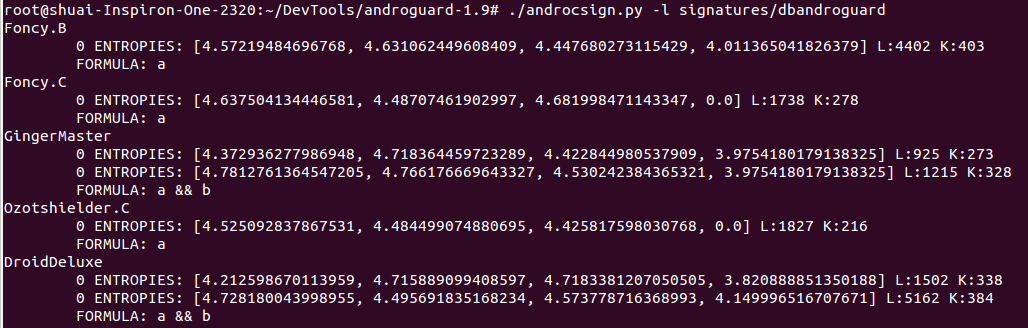 root@shuai-Inspiron-One-2320:~/DevTools/androguard-1.9# ./androcsign.py -l signatures/dbandroguard
Foncy.B
0 ENTROPIES: [4.57219484696768, 4.631062449608409, 4.447680273115429, 4.011365041826379] L:4402 K:403
FORMULA: a
Foncy.C
0 ENTROPIES: [4.637504134446581, 4.48707461902997, 4.681998471143347, 0.0] L:1738 K:278
FORMULA: a
GingerMaster
0 ENTROPIES: [4.372936277986948, 4.718364459723289, 4.422844980537909, 3.9754180179138325] L:925 K:273
0 ENTROPIES: [4.7812761364547205, 4.766176669643327, 4.530242384365321, 3.9754180179138325] L:1215 K:328
FORMULA: a && b
Ozotshielder.C
0 ENTROPIES: [4.525092837867531, 4.484499074880695, 4.425817598030768, 0.0] L:1827 K:216
FORMULA: a
DroidDeluxe
0 ENTROPIES: [4.212598670113959, 4.715889099408597, 4.7183381207050505, 3.820888851350188] L:1502 K:338
0 ENTROPIES: [4.728180043998955, 4.495691835168234, 4.573778716368993, 4.149996516707671] L:5162 K:384
FORMULA: a && b